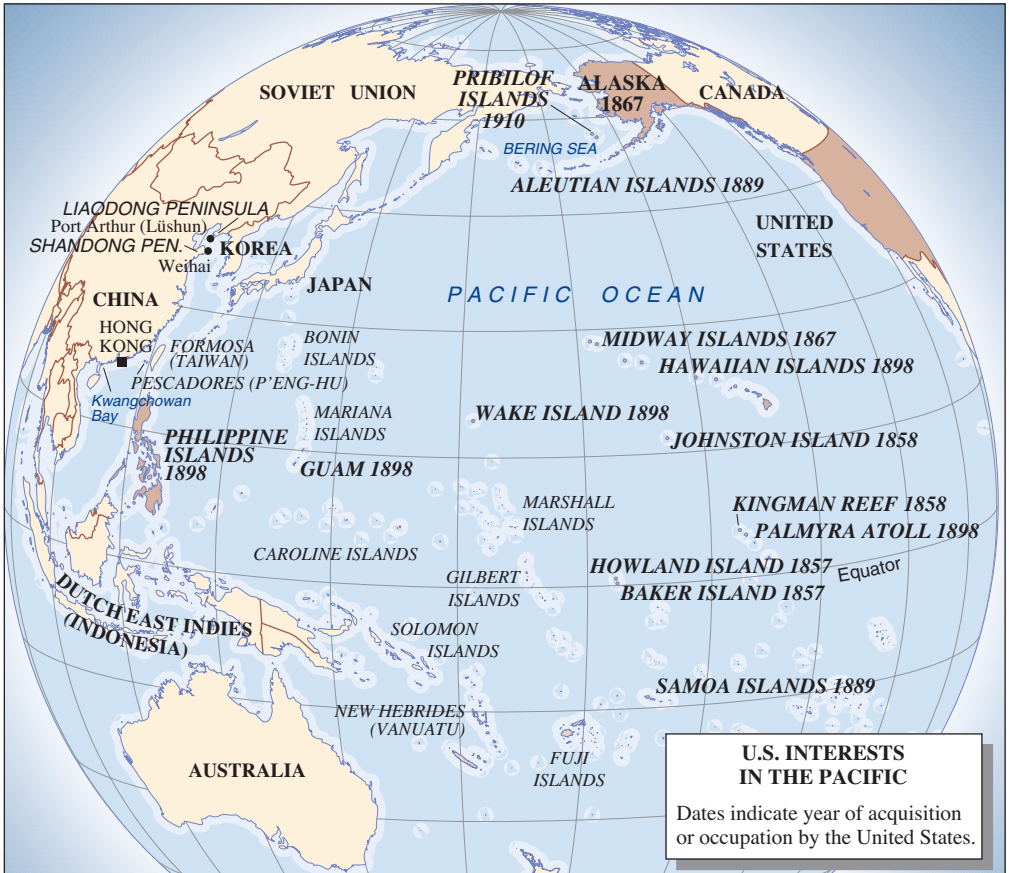 SOVIET UNION
PRIBILOF
ISLANDS
1910
ALASKA
1867
CANADA
BERING SEA
ALEUTIAN ISLANDS 1889
LIAODONG PENINSULA
Port Arthur (Lüshun)
SHANDONG PEN.
KOREA
Weihai
UNITED
STATES
JAPAN
CHINA
PACIFIC OCEAN
HONG
KONG
FORMOSA
(TAIWAN)
BONIN
ISLANDS
MIDWAY ISLANDS 1867
HAWAIIAN ISLANDS 1898
PESCADORES (P'ENG-HU)
Kwangchowan
Bay
MARIANA
ISLANDS
WAKE ISLAND 1898
JOHNSTON ISLAND 1858
PHILIPPINE
ISLANDS
1898
GUAM 1898
MARSHALL
ISLANDS
KINGMAN REEF 1858
PALMYRA ATOLL 1898
CAROLINE ISLANDS
GILBERT
ISLANDS
HOWLAND ISLAND 1857
Equator
BAKER ISLAND 1857
DUTCH EAST INDIES
(INDONESIA)
SOLOMON
ISLANDS
SAMOA ISLANDS 1889
NEW HEBRIDES
(VANUATU)
FUJI
ISLANDS
AUSTRALIA
U.S. INTERESTS
IN THE PACIFIC
Dates indicate year of acquisition
or occupation by the United States.